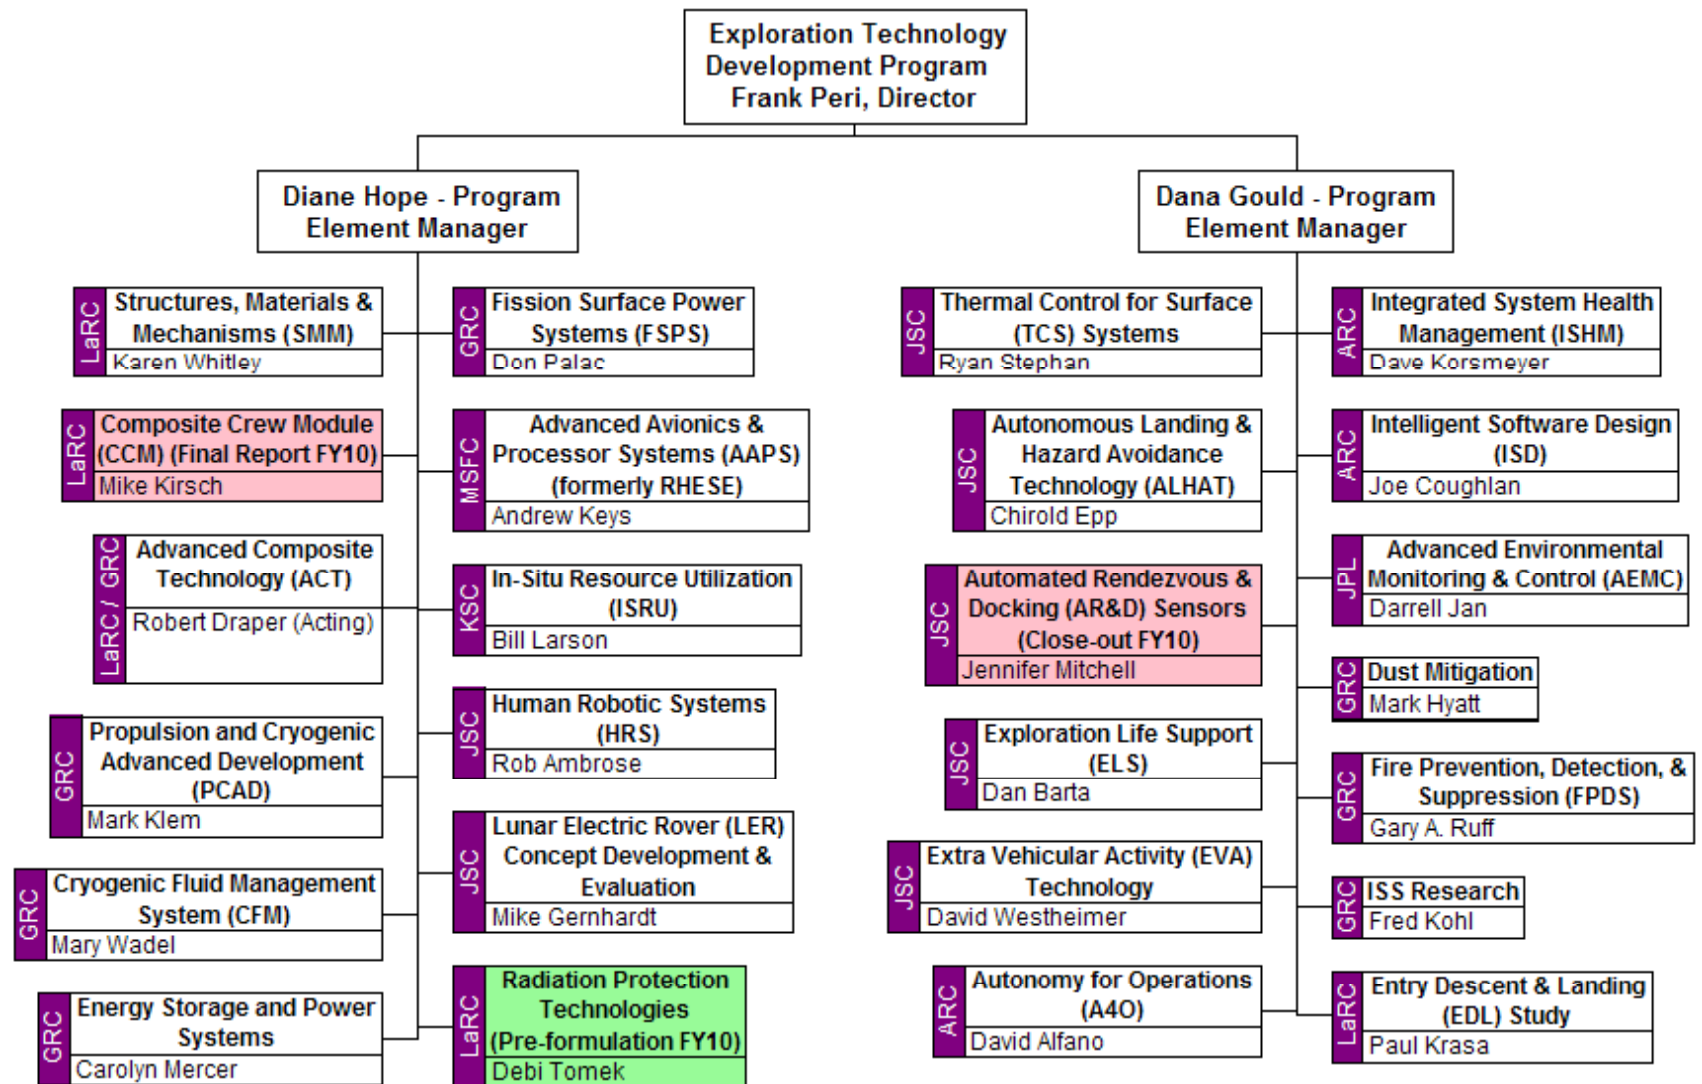 Exploration Technology
Development Program
Frank Peri, Director
Diane Hope - Program
Element Manager
Dana Gould - Program
Element Manager
LaRC
Structures, Materials &
Mechanisms (SMM)
Karen Whitley
LaRC
Composite Crew Module
(CCM) (Final Report FY10)
Mike Kirsch
LaRC / GRC
Advanced Composite
Technology (ACT)
Robert Draper (Acting)
GRC
Propulsion and Cryogenic
Advanced Development
(PCAD)
Mark Klem
GRC
Cryogenic Fluid Management
System (CFM)
Mary Wadel
GRC
Energy Storage and Power
Systems
Carolyn Mercer
GRC
Fission Surface Power
Systems (FSPS)
Don Palac
MSFC
Advanced Avionics &
Processor Systems (AAPS)
(formerly RHESE)
Andrew Keys
KSC
In-Situ Resource Utilization
(ISRU)
Bill Larson
JSC
Human Robotic Systems
(HRS)
Rob Ambrose
JSC
Lunar Electric Rover (LER)
Concept Development &
Evaluation
Mike Gernhardt
LaRC
Radiation Protection
Technologies
(Pre-formulation FY10)
Debi Tomek
JSC
Thermal Control for Surface
(TCS) Systems
Ryan Stephan
JSC
Autonomous Landing &
Hazard Avoidance
Technology (ALHAT)
Chirold Epp
JSC
Automated Rendezvous &
Docking (AR&D) Sensors
(Close-out FY10)
Jennifer Mitchell
JSC
Exploration Life Support
(ELS)
Dan Barta
JSC
Extra Vehicular Activity (EVA)
Technology
David Westheimer
ARC
Autonomy for Operations
(A4O)
David Alfano
ARC
Integrated System Health
Management (ISHM)
Dave Korsmeyer
ARC
Intelligent Software Design
(ISD)
Joe Coughlan
JPL
Advanced Environmental
Monitoring & Control (AEMC)
Darrell Jan
GRC
Dust Mitigation
Mark Hyatt
GRC
Fire Prevention, Detection, &
Suppression (FPDS)
Gary A. Ruff
GRC
ISS Research
Fred Kohl
LaRC
Entry Descent & Landing
(EDL) Study
Paul Krasa